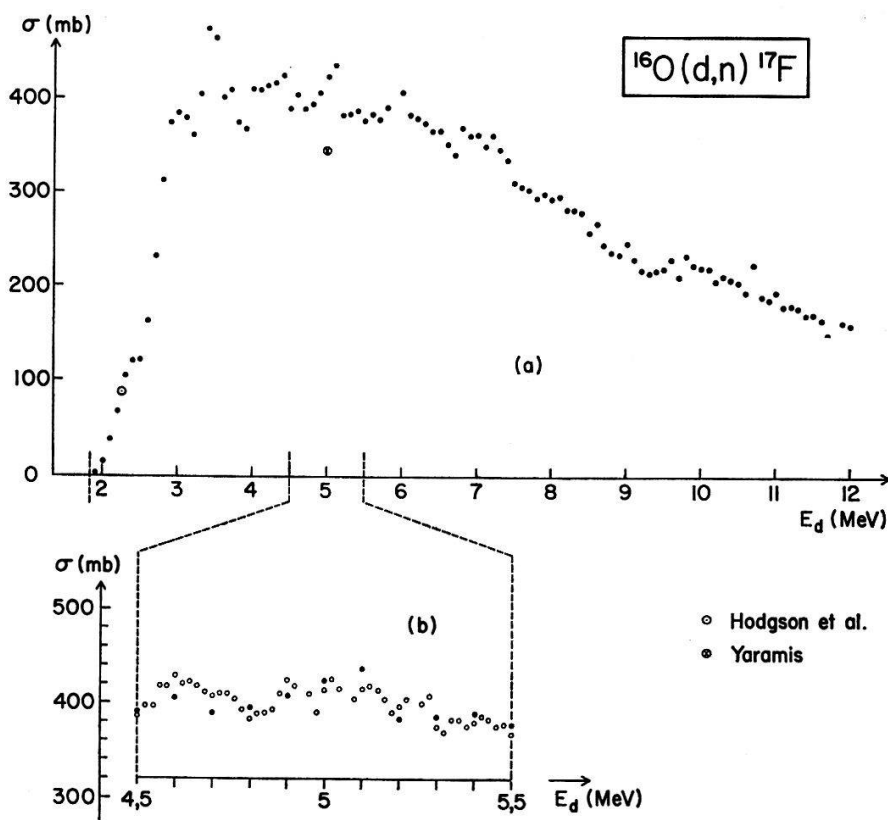 σ (mb)
¹⁶O(d,n) ¹⁷F
400
300
200
100
0
(a)
2 3 4 5 6 7 8 9 10 11 12
E_d (MeV)
σ (mb)
500
400
300
(b)
4,5 5 5,5
E_d (MeV)
⊙ Hodgson et al.
⊗ Yaramis